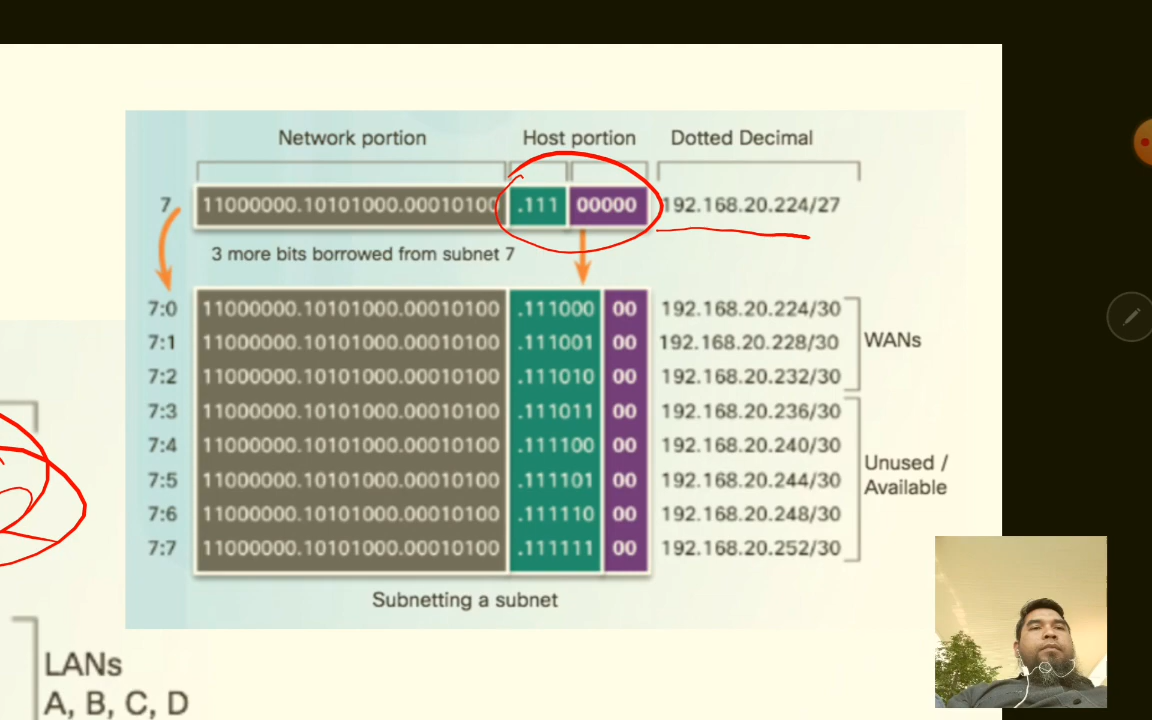 Network portion Host portion Dotted Decimal
7 11000000.10101000.00010100 .111 00000 192.168.20.224/27
3 more bits borrowed from subnet 7
7:0 11000000.10101000.00010100 .111000 00 192.168.20.224/30
7:1 11000000.10101000.00010100 .111001 00 192.168.20.228/30
WANs
7:2 11000000.10101000.00010100 .111010 00 192.168.20.232/30
7:3 11000000.10101000.00010100 .111011 00 192.168.20.236/30
7:4 11000000.10101000.00010100 .111100 00 192.168.20.240/30
Unused /
Available
7:5 11000000.10101000.00010100 .111101 00 192.168.20.244/30
7:6 11000000.10101000.00010100 .111110 00 192.168.20.248/30
7:7 11000000.10101000.00010100 .111111 00 192.168.20.252/30
Subnetting a subnet
LANs
A, B, C, D